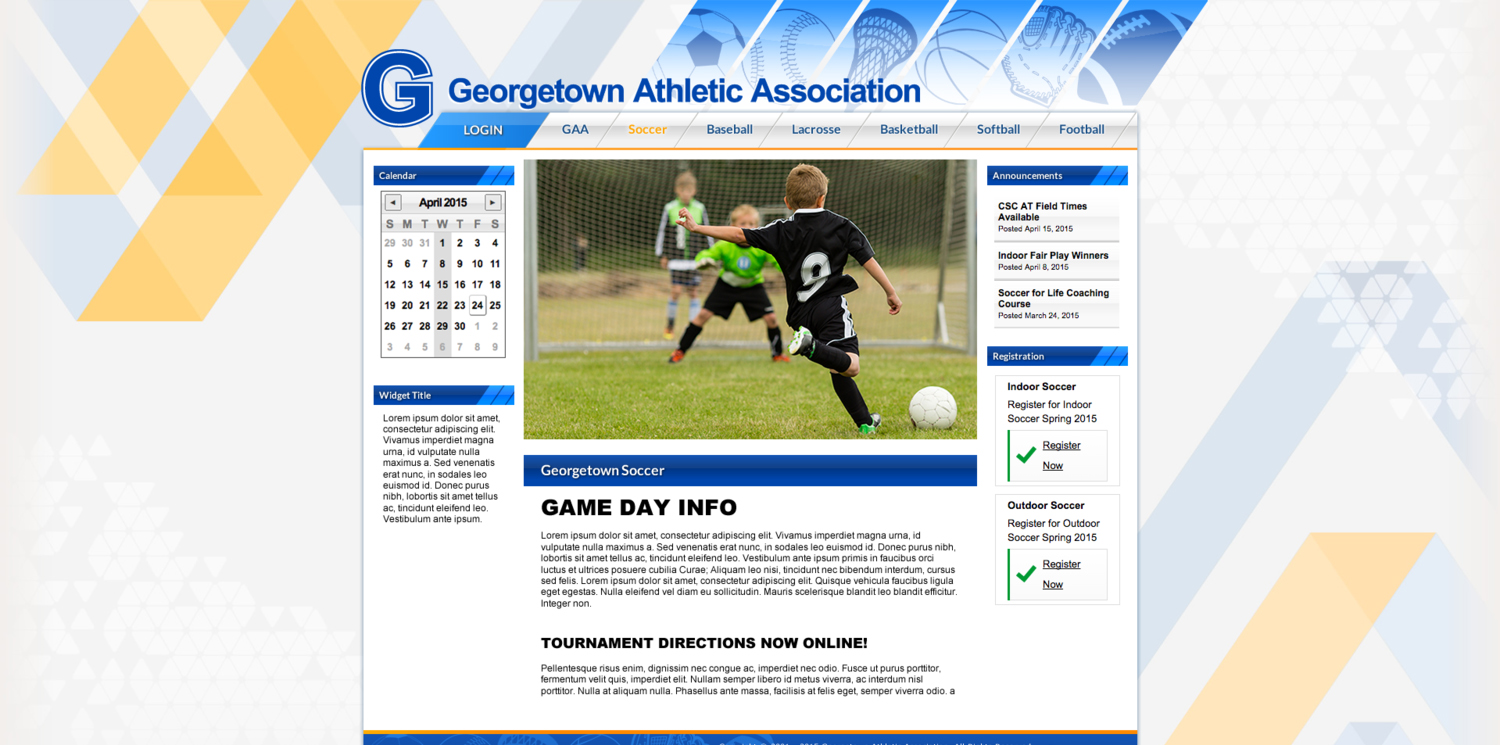 G
Georgetown Athletic Association
LOGIN
GAA
Soccer
Baseball
Lacrosse
Basketball
Softball
Football
Calendar
◄ April 2015 ►
S M T W T F S
29 30 31 1 2 3 4
5 6 7 8 9 10 11
12 13 14 15 16 17 18
19 20 21 22 23 24 25
26 27 28 29 30 1 2
3 4 5 6 7 8 9
Widget Title
Lorem ipsum dolor sit amet,
consectetur adipiscing elit.
Vivamus imperdiet magna
urna, id vulputate nulla
maximus a. Sed venenatis
erat nunc, in sodales leo
euismod id. Donec purus
nibh, lobortis sit amet tellus
ac, tincidunt eleifend leo.
Vestibulum ante ipsum.
9
Georgetown Soccer
GAME DAY INFO
Lorem ipsum dolor sit amet, consectetur adipiscing elit. Vivamus imperdiet magna urna, id
vulputate nulla maximus a. Sed venenatis erat nunc, in sodales leo euismod id. Donec purus nibh,
lobortis sit amet tellus ac, tincidunt eleifend leo. Vestibulum ante ipsum primis in faucibus orci
luctus et ultrices posuere cubilia Curae; Aliquam leo nisi, tincidunt nec bibendum interdum, cursus
sed felis. Lorem ipsum dolor sit amet, consectetur adipiscing elit. Quisque vehicula faucibus ligula
eget egestas. Nulla eleifend vel diam eu sollicitudin. Mauris scelerisque blandit leo blandit efficitur.
Integer non.
TOURNAMENT DIRECTIONS NOW ONLINE!
Pellentesque risus enim, dignissim nec congue ac, imperdiet nec odio. Fusce ut purus porttitor,
fermentum velit quis, imperdiet elit. Nullam semper libero id metus viverra, ac interdum nisl
porttitor. Nulla at aliquam nulla. Phasellus ante massa, facilisis at felis eget, semper viverra odio. a
Announcements
CSC AT Field Times
Available
Posted April 15, 2015
Indoor Fair Play Winners
Posted April 8, 2015
Soccer for Life Coaching
Course
Posted March 24, 2015
Registration
Indoor Soccer
Register for Indoor
Soccer Spring 2015
Register
Now
Outdoor Soccer
Register for Outdoor
Soccer Spring 2015
Register
Now